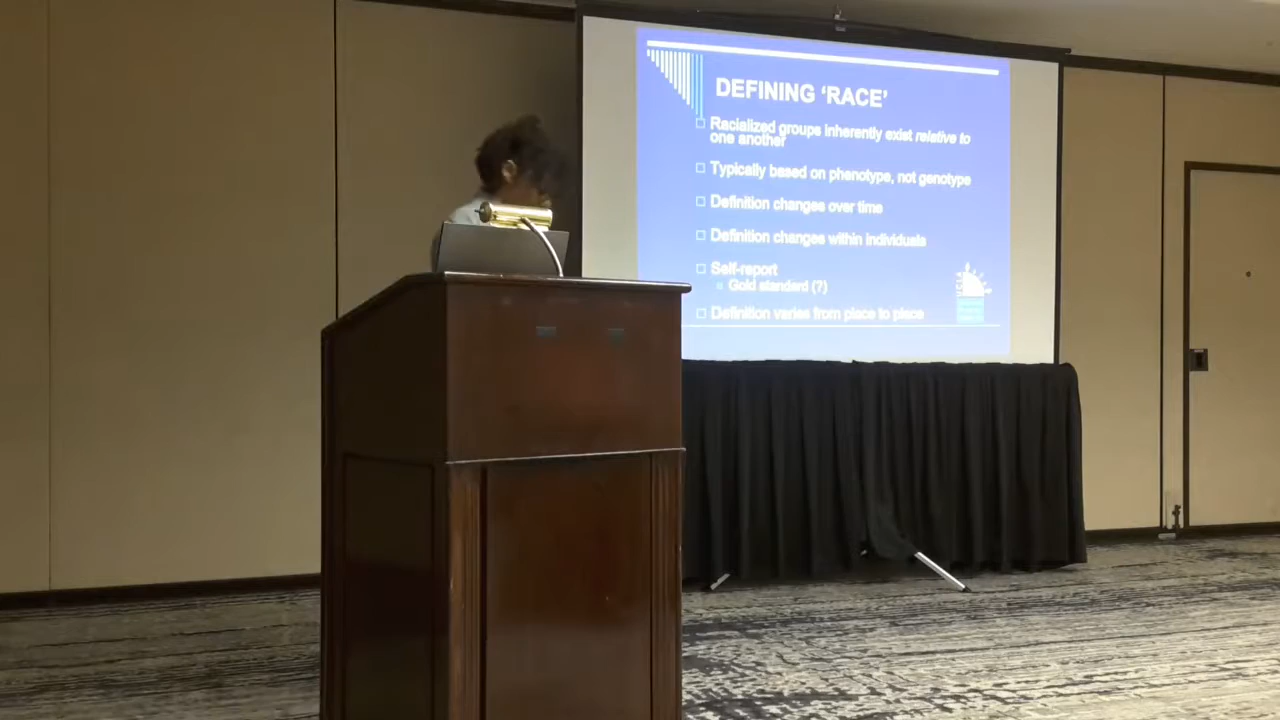 DEFINING ‘RACE’
Racialized groups inherently exist relative to
one another
Typically based on phenotype, not genotype
Definition changes over time
Definition changes within individuals
Self-report
Gold standard (?)
Definition varies from place to place